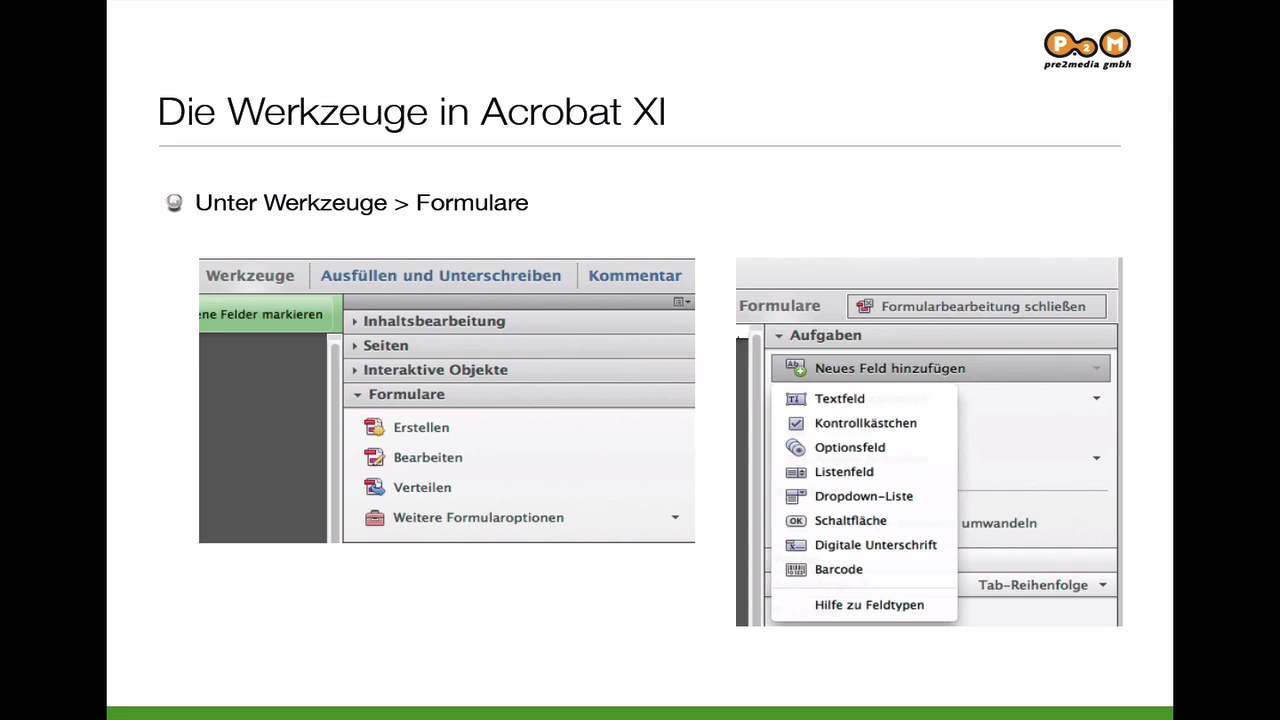 P2M
pre2media gmbh
Die Werkzeuge in Acrobat XI
Unter Werkzeuge > Formulare
Werkzeuge Ausfüllen und Unterschreiben Kommentar
ene Felder markieren
Inhaltsbearbeitung
Seiten
Interaktive Objekte
Formulare
Erstellen
Bearbeiten
Verteilen
Weitere Formularoptionen
Formulare Formularbearbeitung schließen
Aufgaben
Neues Feld hinzufügen
Textfeld
Kontrollkästchen
Optionsfeld
Listenfeld
Dropdown-Liste
OK Schaltfläche
umwandeln
Digitale Unterschrift
Barcode
Tab-Reihenfolge
Hilfe zu Feldtypen